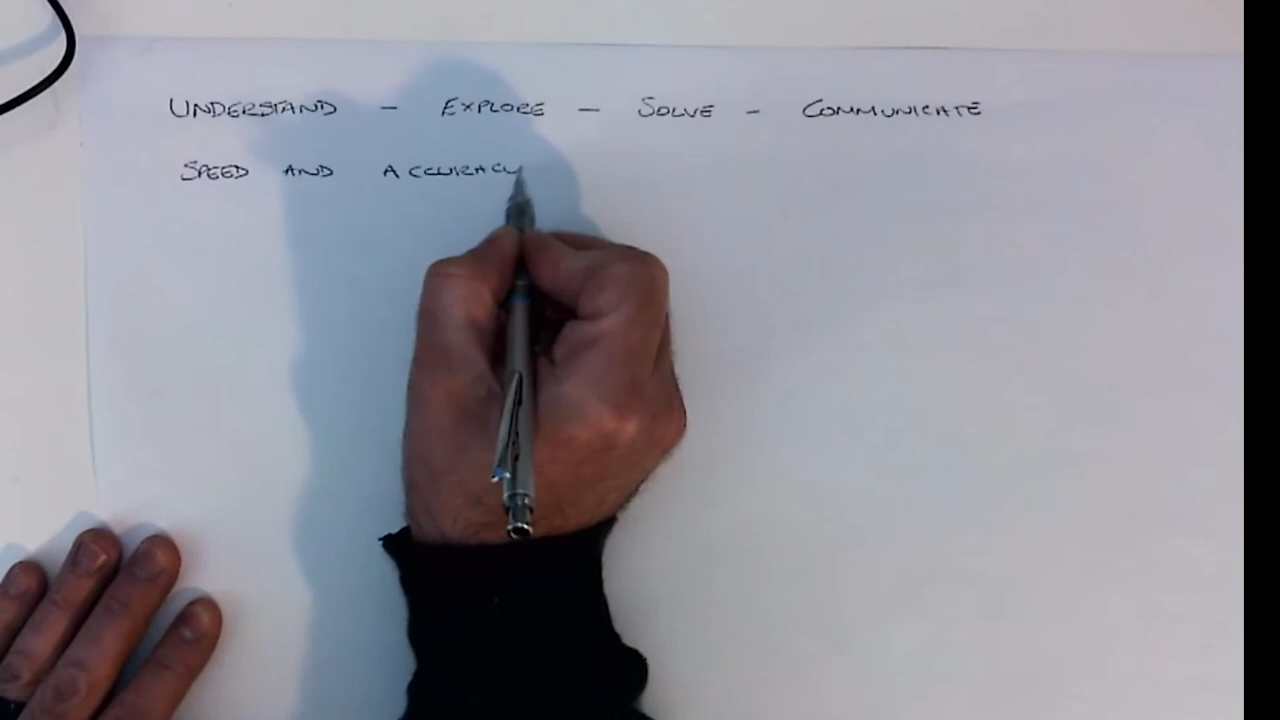 UNDERSTAND - EXPLORE - SOLVE - COMMUNICATE
SPEED AND ACCURACY